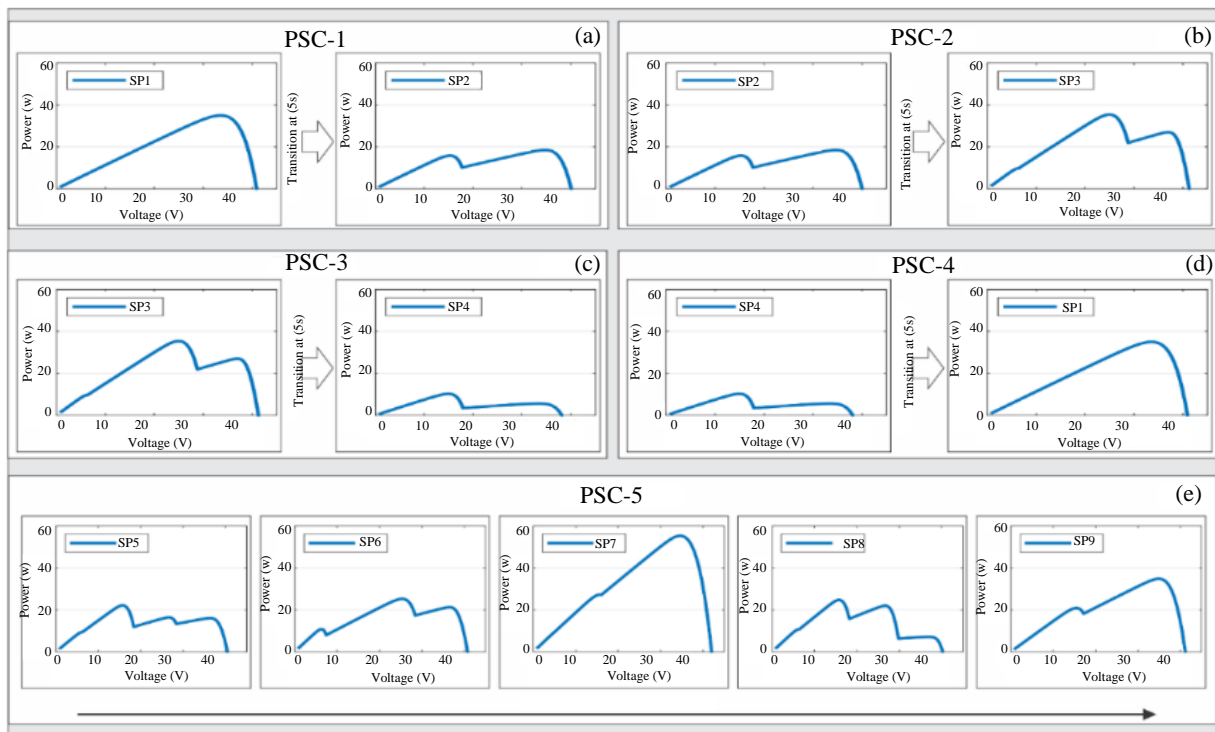 PSC-1
(a)
60
SP1
Power (w)
40
20
0
0 10 20 30 40
Voltage (V)
Transition at (5s)
60
SP2
Power (w)
40
20
0
0 10 20 30 40
Voltage (V)
PSC-2
(b)
60
SP2
Power (w)
40
20
0
0 10 20 30 40
Voltage (V)
Transition at (5s)
60
SP3
Power (w)
40
20
0
0 10 20 30 40
Voltage (V)
PSC-3
(c)
60
SP3
Power (w)
40
20
0
0 10 20 30 40
Voltage (V)
Transition at (5s)
60
SP4
Power (w)
40
20
0
0 10 20 30 40
Voltage (V)
PSC-4
(d)
60
SP4
Power (w)
40
20
0
0 10 20 30 40
Voltage (V)
Transition at (5s)
60
SP1
Power (w)
40
20
0
0 10 20 30 40
Voltage (V)
PSC-5
(e)
60
SP5
Power (w)
40
20
0
0 10 20 30 40
Voltage (V)
60
SP6
Power (w)
40
20
0
0 10 20 30 40
Voltage (V)
60
SP7
Power (w)
40
20
0
0 10 20 30 40
Voltage (V)
60
SP8
Power (w)
40
20
0
0 10 20 30 40
Voltage (V)
60
SP9
Power (w)
40
20
0
0 10 20 30 40
Voltage (V)